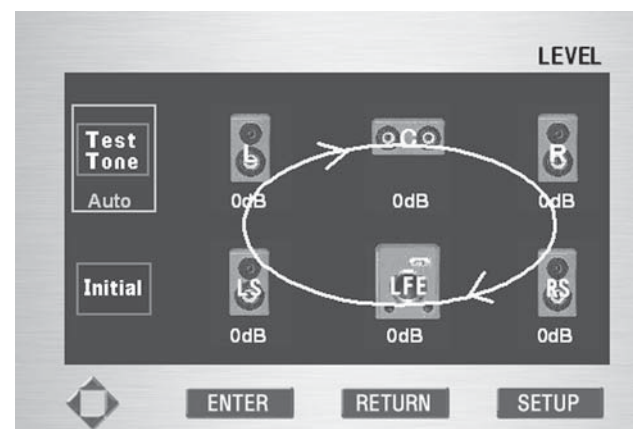 LEVEL
Test
Tone
Auto
L
C
R
0dB
0dB
0dB
Initial
LS
LFE
RS
0dB
0dB
0dB
ENTER
RETURN
SETUP